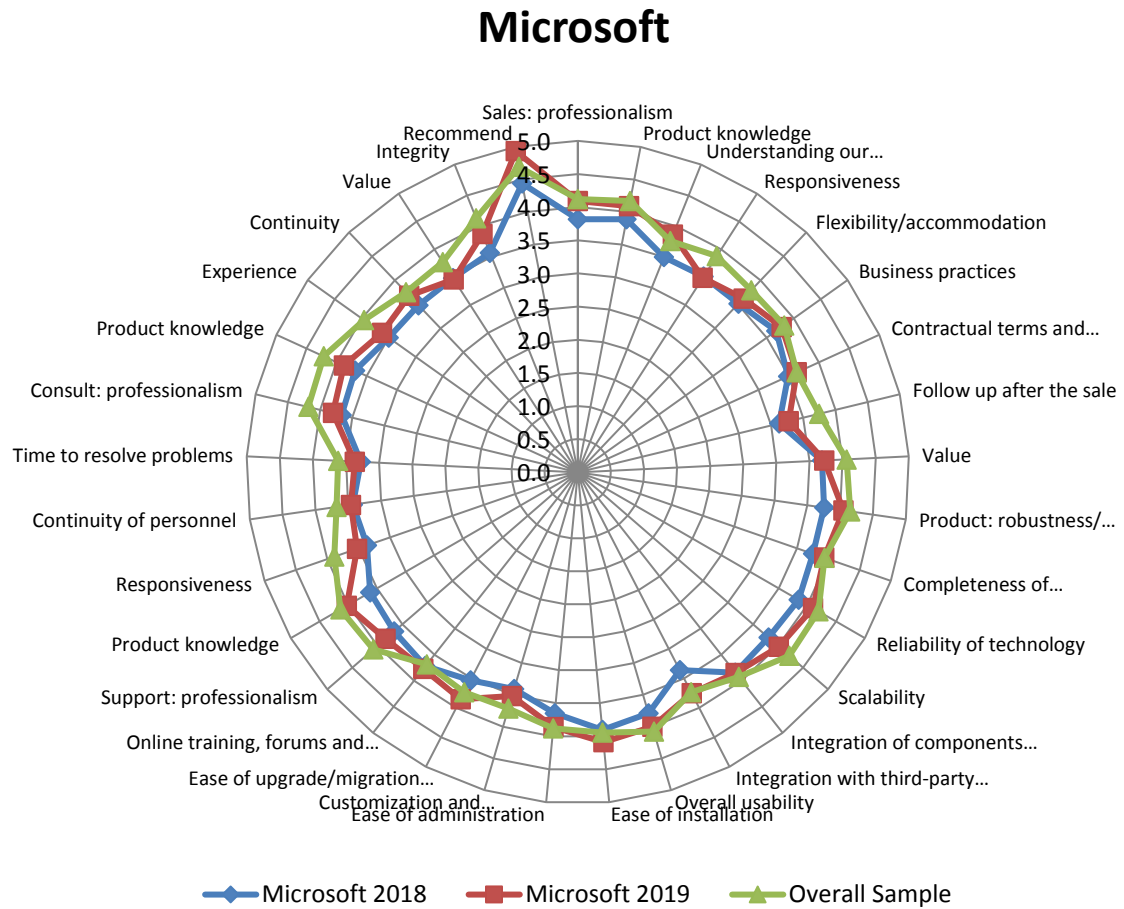 Microsoft
Sales: professionalism
Product knowledge
Understanding our...
Responsiveness
Flexibility/accommodation
Business practices
Contractual terms and...
Follow up after the sale
Value
Product: robustness/...
Completeness of...
Reliability of technology
Scalability
Integration of components...
Integration with third-party...
Overall usability
Ease of installation
Ease of administration
Customization and...
Ease of upgrade/migration...
Online training, forums and...
Support: professionalism
Product knowledge
Responsiveness
Continuity of personnel
Time to resolve problems
Consult: professionalism
Product knowledge
Experience
Continuity
Value
Integrity
Recommend
5.0
4.5
4.0
3.5
3.0
2.5
2.0
1.5
1.0
0.5
0.0
Microsoft 2018
Microsoft 2019
Overall Sample